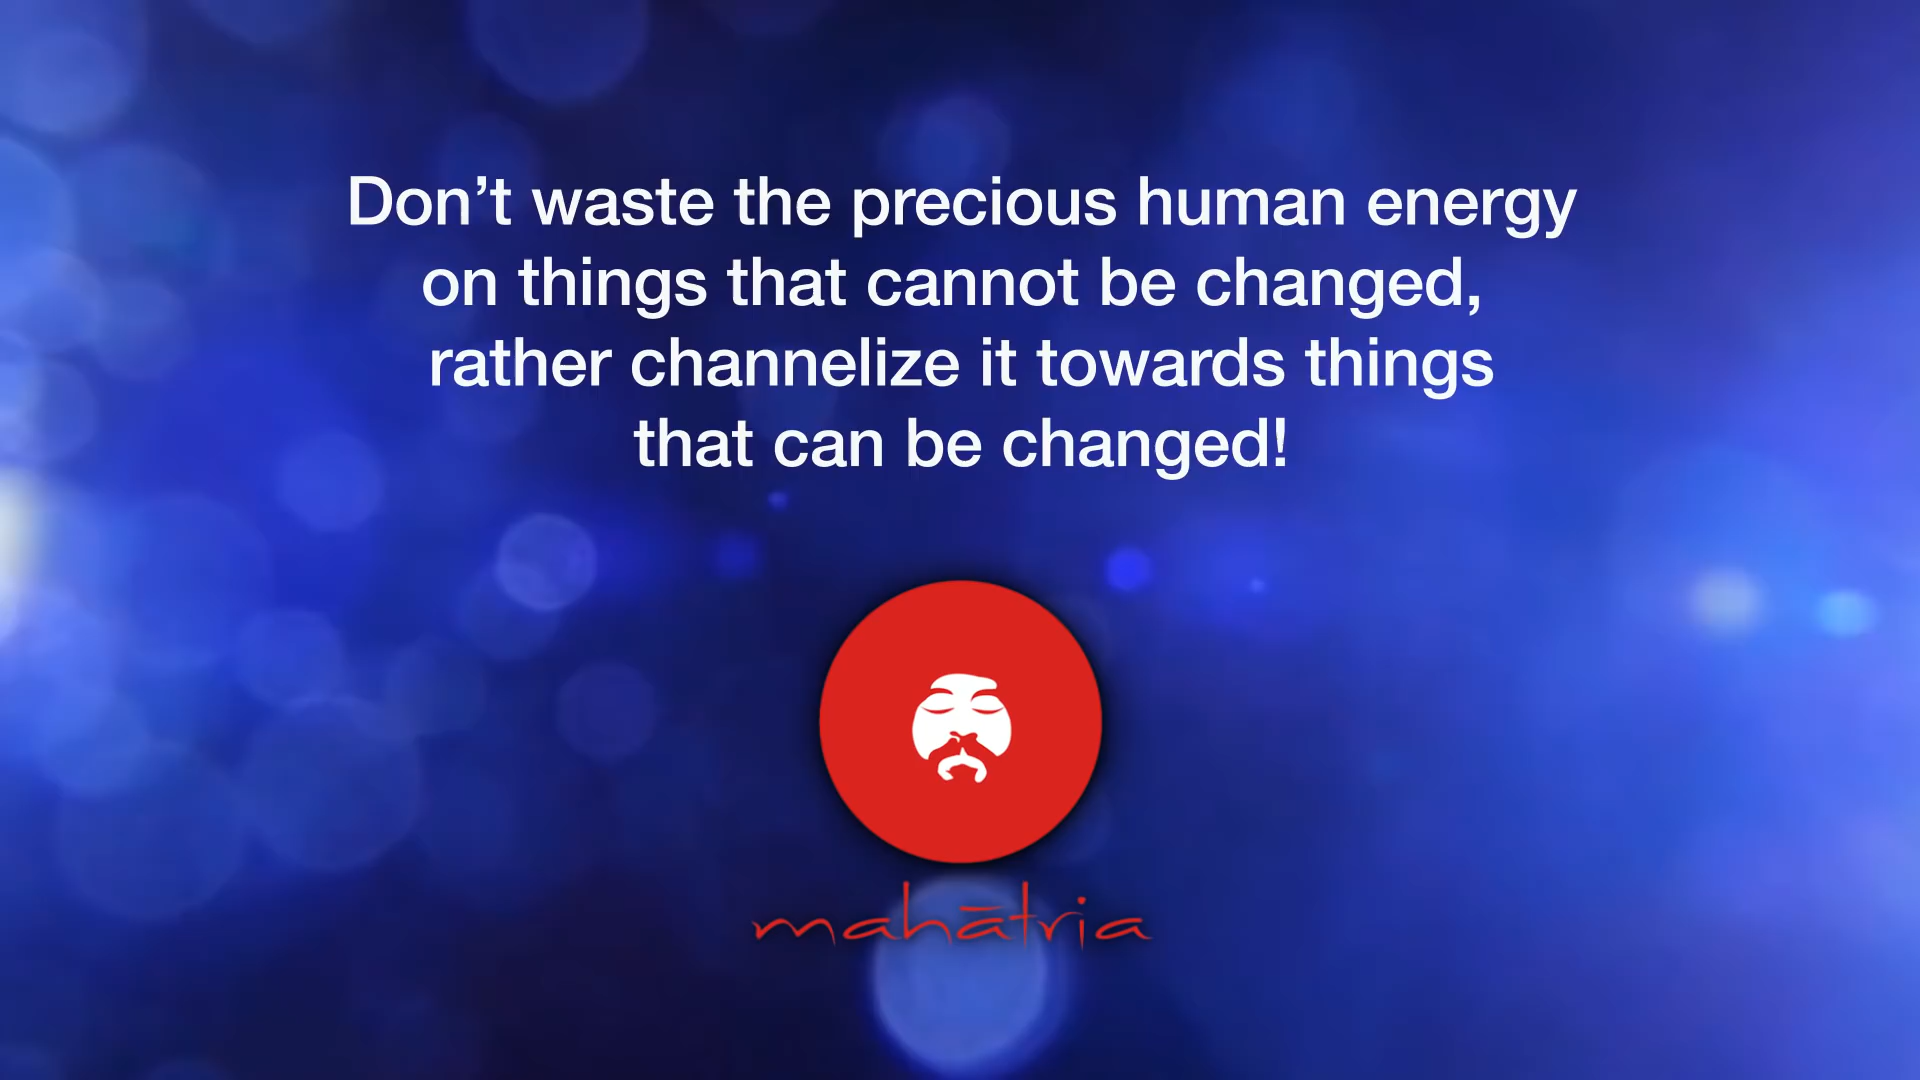 Don’t waste the precious human energy
on things that cannot be changed,
rather channelize it towards things
that can be changed!
mahātria